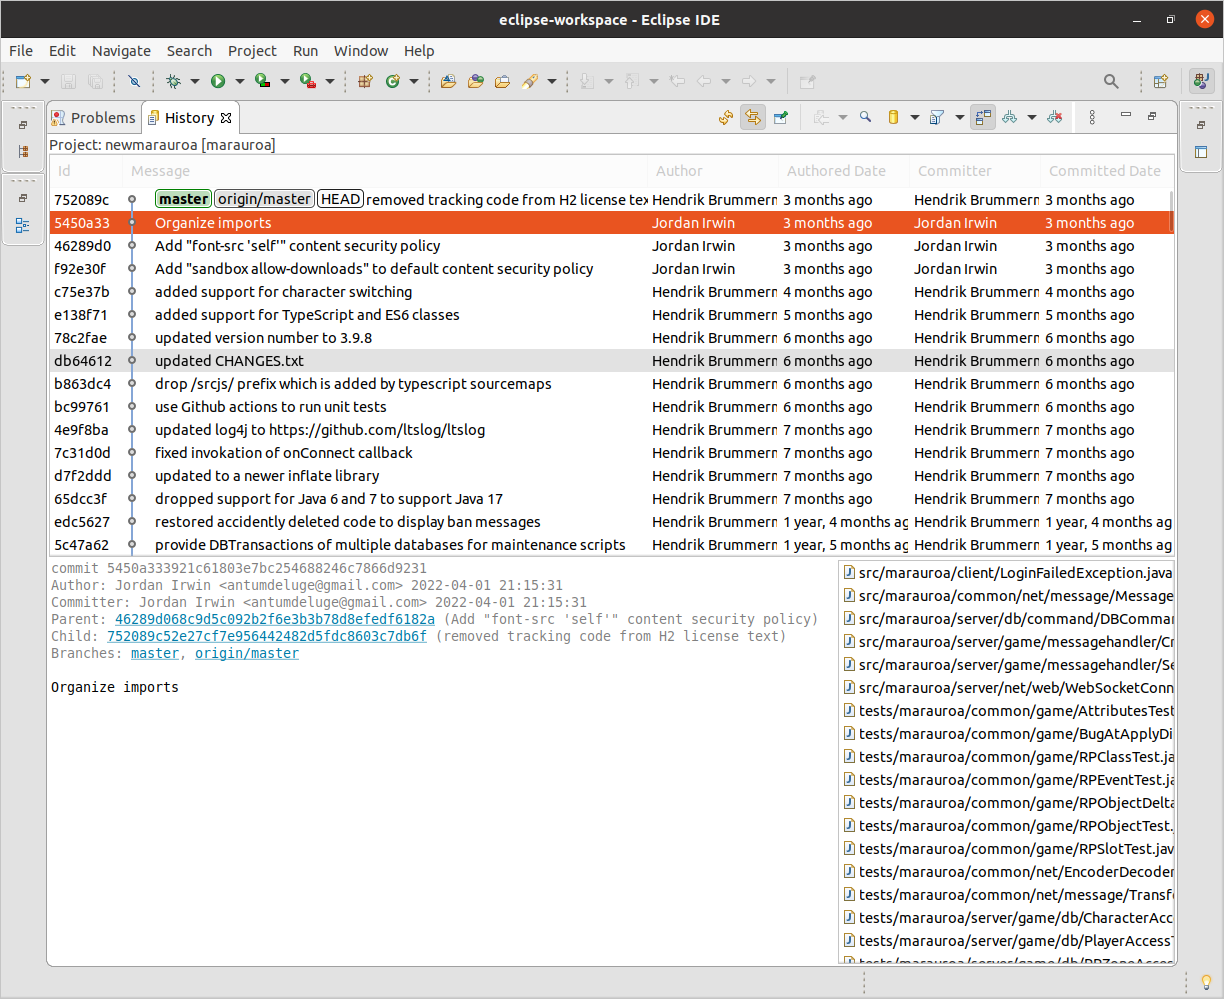 eclipse-workspace - Eclipse IDE
File Edit Navigate Search Project Run Window Help
Problems History
Project: newmarauroa [marauroa]
Id Message Author Authored Date Committer Committed Date
752089c master origin/master HEAD removed tracking code from H2 license tex Hendrik Brummern 3 months ago Hendrik Brummern 3 months ago
5450a33 Organize imports Jordan Irwin 3 months ago Jordan Irwin 3 months ago
46289d0 Add "font-src 'self'" content security policy Jordan Irwin 3 months ago Jordan Irwin 3 months ago
f92e30f Add "sandbox allow-downloads" to default content security policy Jordan Irwin 3 months ago Jordan Irwin 3 months ago
c75e37b added support for character switching Hendrik Brummern 4 months ago Hendrik Brummern 4 months ago
e138f71 added support for TypeScript and ES6 classes Hendrik Brummern 5 months ago Hendrik Brummern 5 months ago
78c2fae updated version number to 3.9.8 Hendrik Brummern 6 months ago Hendrik Brummern 6 months ago
db64612 updated CHANGES.txt Hendrik Brummern 6 months ago Hendrik Brummern 6 months ago
b863dc4 drop /srcjs/ prefix which is added by typescript sourcemaps Hendrik Brummern 6 months ago Hendrik Brummern 6 months ago
bc99761 use Github actions to run unit tests Hendrik Brummern 6 months ago Hendrik Brummern 6 months ago
4e9f8ba updated log4j to https://github.com/ltslog/ltslog Hendrik Brummern 7 months ago Hendrik Brummern 7 months ago
7c31d0d fixed invokation of onConnect callback Hendrik Brummern 7 months ago Hendrik Brummern 7 months ago
d7f2ddd updated to a newer inflate library Hendrik Brummern 7 months ago Hendrik Brummern 7 months ago
65dcc3f dropped support for Java 6 and 7 to support Java 17 Hendrik Brummern 7 months ago Hendrik Brummern 7 months ago
edc5627 restored accidently deleted code to display ban messages Hendrik Brummern 1 year, 4 months ag Hendrik Brummern 1 year, 4 months ag
5c47a62 provide DBTransactions of multiple databases for maintenance scripts Hendrik Brummern 1 year, 5 months ag Hendrik Brummern 1 year, 5 months ag
commit 5450a333921c61803e7bc254688246c7866d9231
Author: Jordan Irwin <antumdeluge@gmail.com> 2022-04-01 21:15:31
Committer: Jordan Irwin <antumdeluge@gmail.com> 2022-04-01 21:15:31
Parent: 46289d068c9d5c092b2f6e3b3b78d8efedf6182a (Add "font-src 'self'" content security policy)
Child: 752089c52e27cf7e956442482d5fdc8603c7db6f (removed tracking code from H2 license text)
Branches: master, origin/master
Organize imports
src/marauroa/client/LoginFailedException.java
src/marauroa/common/net/message/Message
src/marauroa/server/db/command/DBComma
src/marauroa/server/game/messagehandler/Cr
src/marauroa/server/game/messagehandler/Se
src/marauroa/server/net/web/WebSocketConn
tests/marauroa/common/game/AttributesTest
tests/marauroa/common/game/BugAtApplyDi
tests/marauroa/common/game/RPClassTest.ja
tests/marauroa/common/game/RPEventTest.ja
tests/marauroa/common/game/RPObjectDelta
tests/marauroa/common/game/RPObjectTest.
tests/marauroa/common/game/RPSlotTest.jav
tests/marauroa/common/net/EncoderDecoder
tests/marauroa/common/net/message/Transf
tests/marauroa/server/game/db/CharacterAcc
tests/marauroa/server/game/db/PlayerAccessT
tests/marauroa/server/game/db/RPZoneAcces